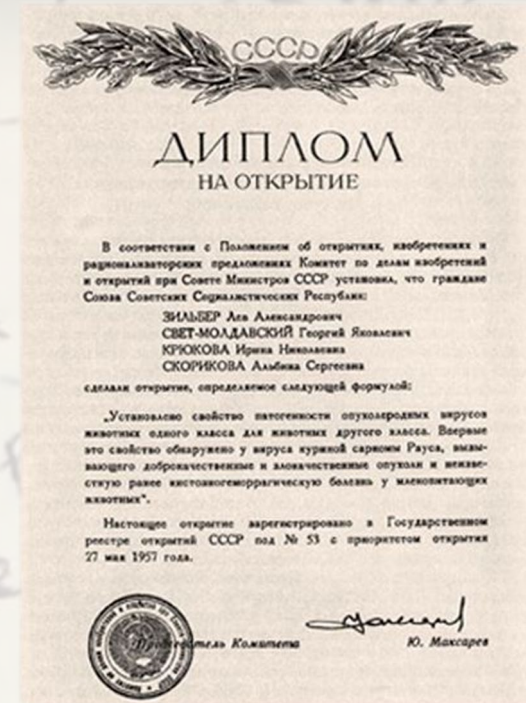 СССР
ДИПЛОМ
НА ОТКРЫТИЕ
В соответствии с Положением об открытиях, изобретениях и
рационализаторских предложениях Комитет по делам изобретений
и открытий при Совете Министров СССР установил, что граждане
Союза Советских Социалистических Республик:
ЗИЛЬБЕР Лев Александрович
СВЕТ-МОЛДАВСКИЙ Георгий Яковлевич
КРЮКОВА Ирина Николаевна
СКОРИКОВА Альбина Сергеевна
сделали открытие, определяемое следующей формулой:
„Установлено свойство патогенности опухолеродных вирусов
животных одного класса для животных другого класса. Впервые
это свойство обнаружено у вируса куриной саркомы Рауса, вызы-
вающего доброкачественные и злокачественные опухоли и неизве-
стную ранее кистозногеморрагическую болезнь у млекопитающих
животных“.
Настоящее открытие зарегистрировано в Государственном
реестре открытий СССР под № 53 с приоритетом открытия
27 мая 1957 года.
Председатель Комитета
Ю. Максарев